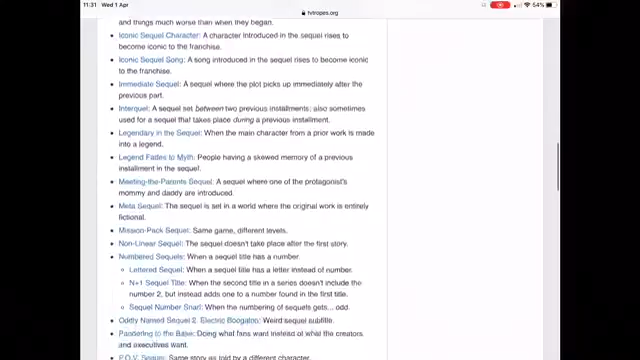 11:31 Wed 1 Apr
54%
tvtropes.org
and things much worse than when they began.
• Iconic Sequel Character: A character introduced in the sequel rises to
become iconic to the franchise.
• Iconic Sequel Song: A song introduced in the sequel rises to become iconic
to the franchise.
• Immediate Sequel: A sequel where the plot picks up immediately after the
previous part.
• Interquel: A sequel set between two previous installments; also sometimes
used for a sequel that takes place during a previous installment.
• Legendary in the Sequel: When the main character from a prior work is made
into a legend.
• Legend Fades to Myth: People having a skewed memory of a previous
installment in the sequel.
• Meeting-the-Parents Sequel: A sequel where one of the protagonist's
mommy and daddy are introduced.
• Meta Sequel: The sequel is set in a world where the original work is entirely
fictional.
• Mission-Pack Sequel: Same game, different levels.
• Non-Linear Sequel: The sequel doesn't take place after the first story.
• Numbered Sequels: When a sequel title has a number.
◦ Lettered Sequel: When a sequel title has a letter instead of number.
◦ N+1 Sequel Title: When the second title in a series doesn't include the
number 2, but instead adds one to a number found in the first title.
◦ Sequel Number Snarl: When the numbering of sequels gets... odd.
• Oddly Named Sequel 2: Electric Boogaloo: Weird sequel subtitle.
• Pandering to the Base: Doing what fans want instead of what the creators
and executives want.
• P.O.V. Sequel: Same story as told by a different character.